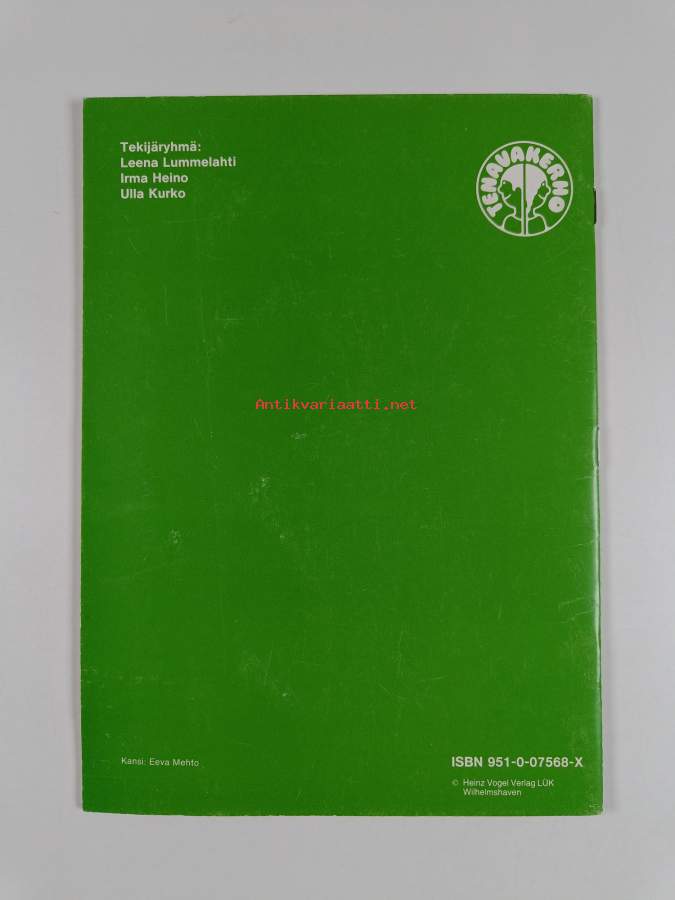 Tekijäryhmä:
Leena Lummelahti
Irma Heino
Ulla Kurko
TENAVAKERHO
Antikvariaatti.net
Kansi: Eeva Mehto
ISBN 951-0-07568-X
© Heinz Vogel Verlag LÜK
Wilhelmshaven